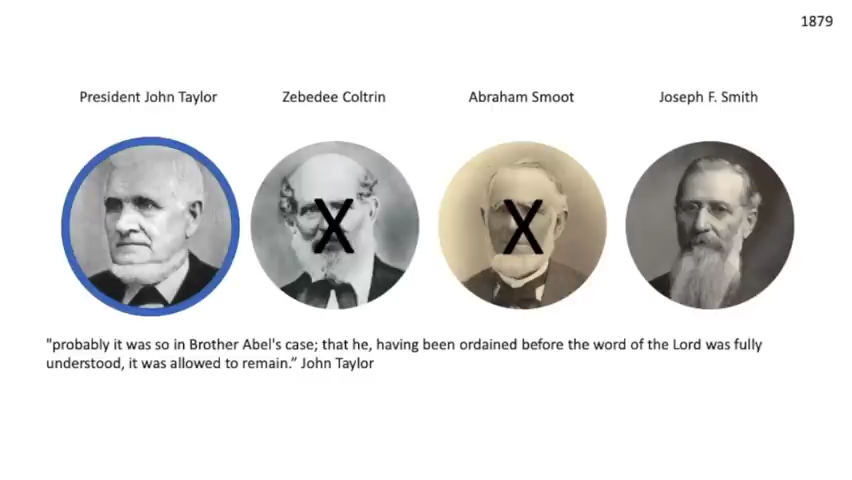 1879
President John Taylor
Zebedee Coltrin
Abraham Smoot
Joseph F. Smith
X
X
"probably it was so in Brother Abel's case; that he, having been ordained before the word of the Lord was fully
understood, it was allowed to remain.” John Taylor